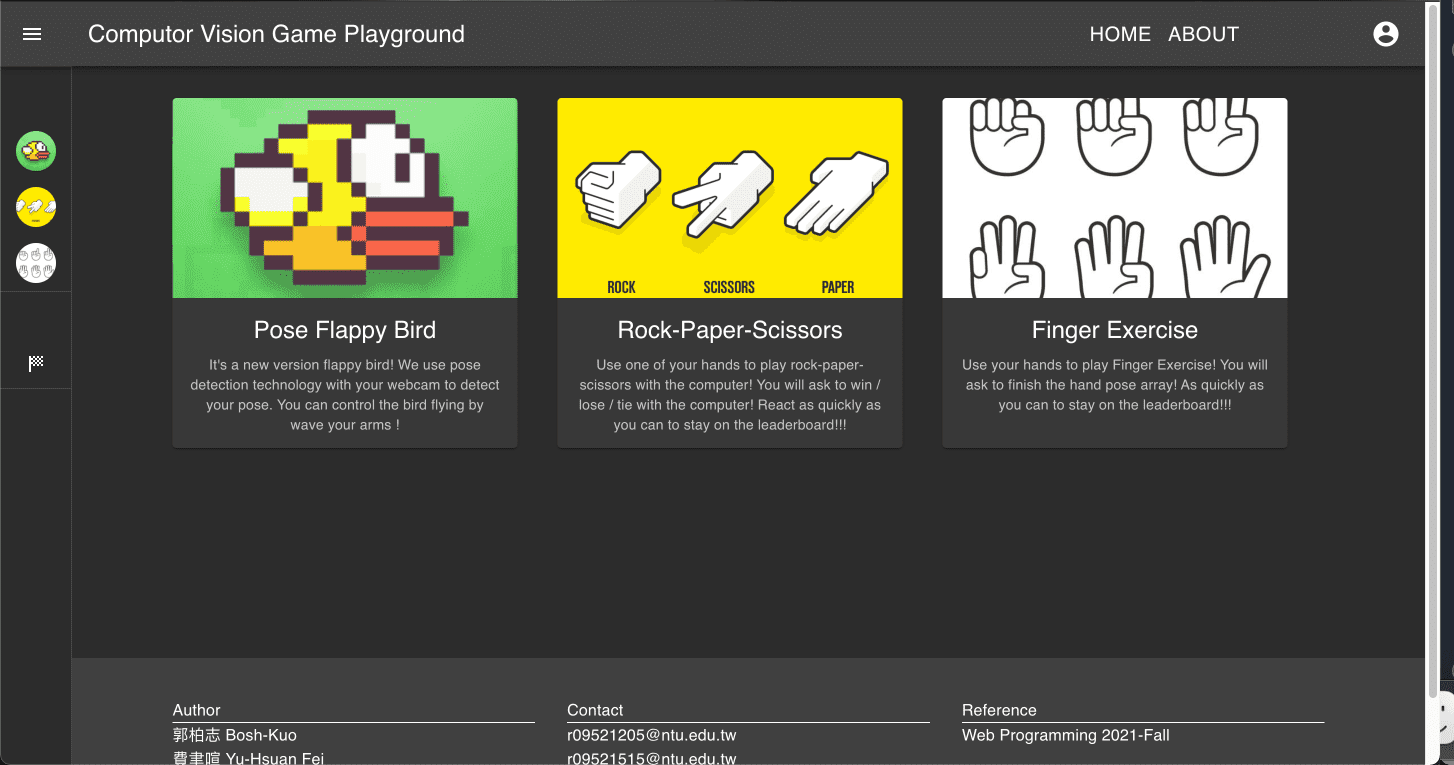 Computor Vision Game Playground
HOME ABOUT
ROCK SCISSORS PAPER
Pose Flappy Bird
It's a new version flappy bird! We use pose
detection technology with your webcam to detect
your pose. You can control the bird flying by
wave your arms !
Rock-Paper-Scissors
Use one of your hands to play rock-paper-
scissors with the computer! You will ask to win /
lose / tie with the computer! React as quickly as
you can to stay on the leaderboard!!!
Finger Exercise
Use your hands to play Finger Exercise! You will
ask to finish the hand pose array! As quickly as
you can to stay on the leaderboard!!!
Author
郭柏志 Bosh-Kuo
費聿暄 Yu-Hsuan Fei
Contact
r09521205@ntu.edu.tw
r09521515@ntu.edu.tw
Reference
Web Programming 2021-Fall